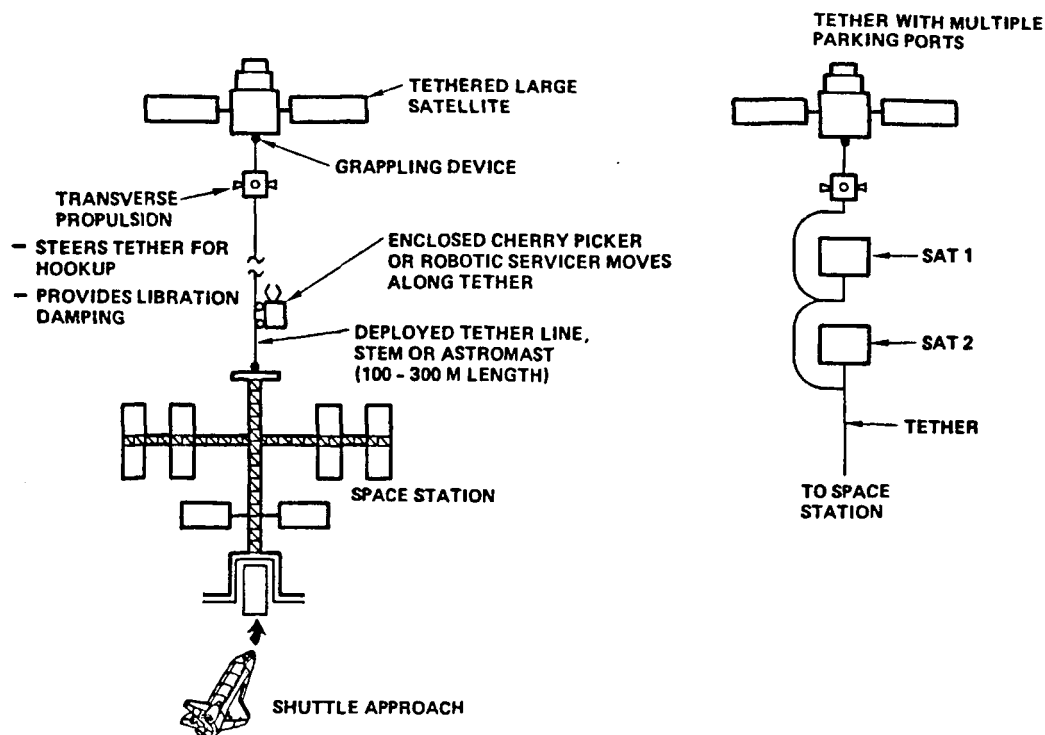 TETHERED LARGE
SATELLITE
GRAPPLING DEVICE
TRANSVERSE
PROPULSION
– STEERS TETHER FOR
HOOKUP
– PROVIDES LIBRATION
DAMPING
ENCLOSED CHERRY PICKER
OR ROBOTIC SERVICER MOVES
ALONG TETHER
DEPLOYED TETHER LINE,
STEM OR ASTROMAST
(100 - 300 M LENGTH)
SPACE STATION
SHUTTLE APPROACH
TETHER WITH MULTIPLE
PARKING PORTS
SAT 1
SAT 2
TETHER
TO SPACE
STATION